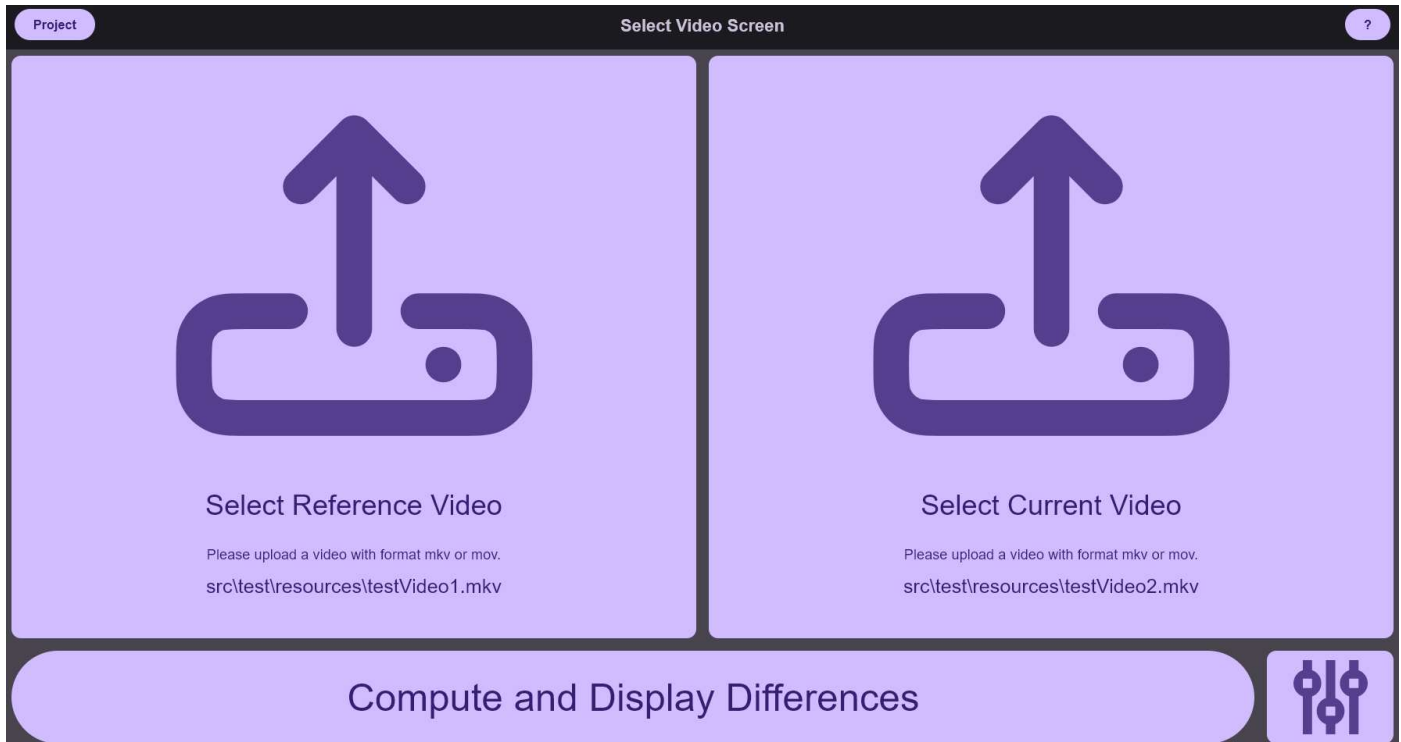 Project
Select Video Screen
?
Select Reference Video
Please upload a video with format mkv or mov.
src\test\resources\testVideo1.mkv
Select Current Video
Please upload a video with format mkv or mov.
src\test\resources\testVideo2.mkv
Compute and Display Differences